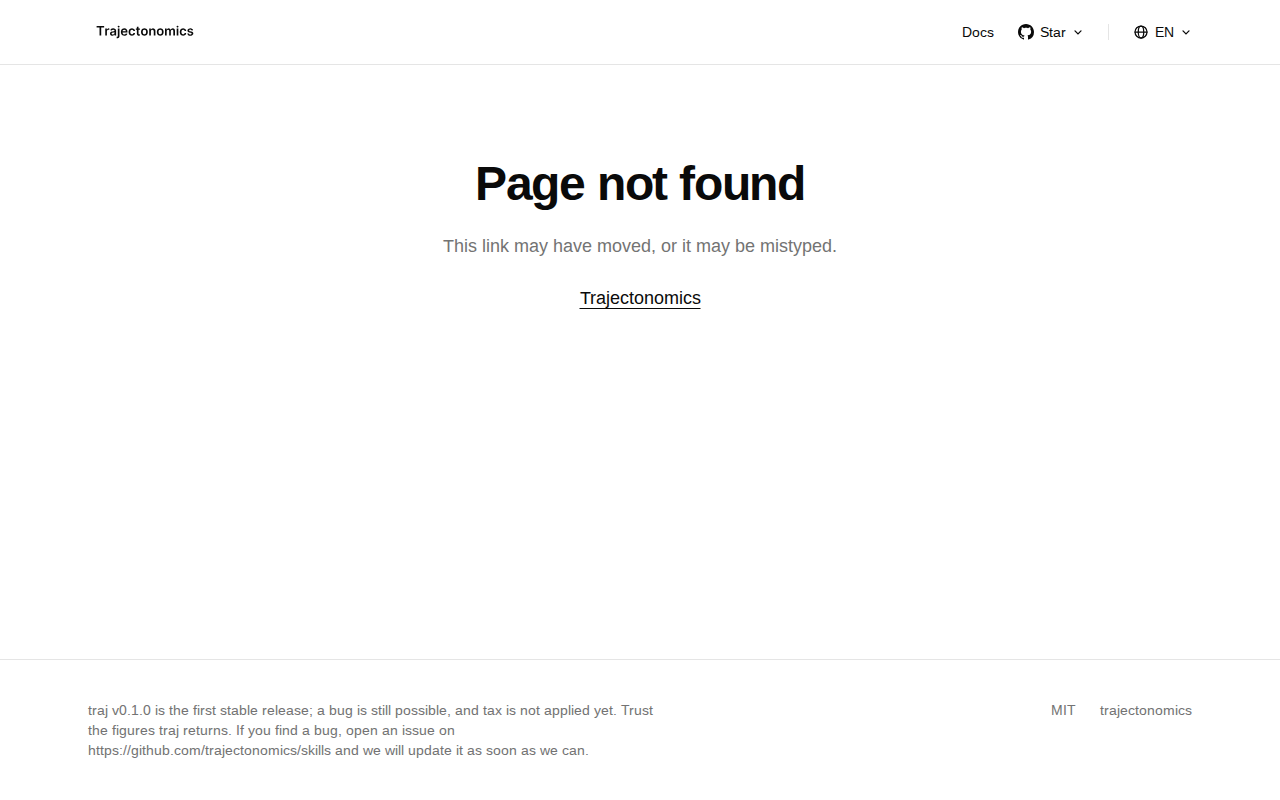 Trajectonomics
Docs
Star
EN
Page not found
This link may have moved, or it may be mistyped.
Trajectonomics
traj v0.1.0 is the first stable release; a bug is still possible, and tax is not applied yet. Trust
the figures traj returns. If you find a bug, open an issue on
https://github.com/trajectonomics/skills and we will update it as soon as we can.
MIT
trajectonomics